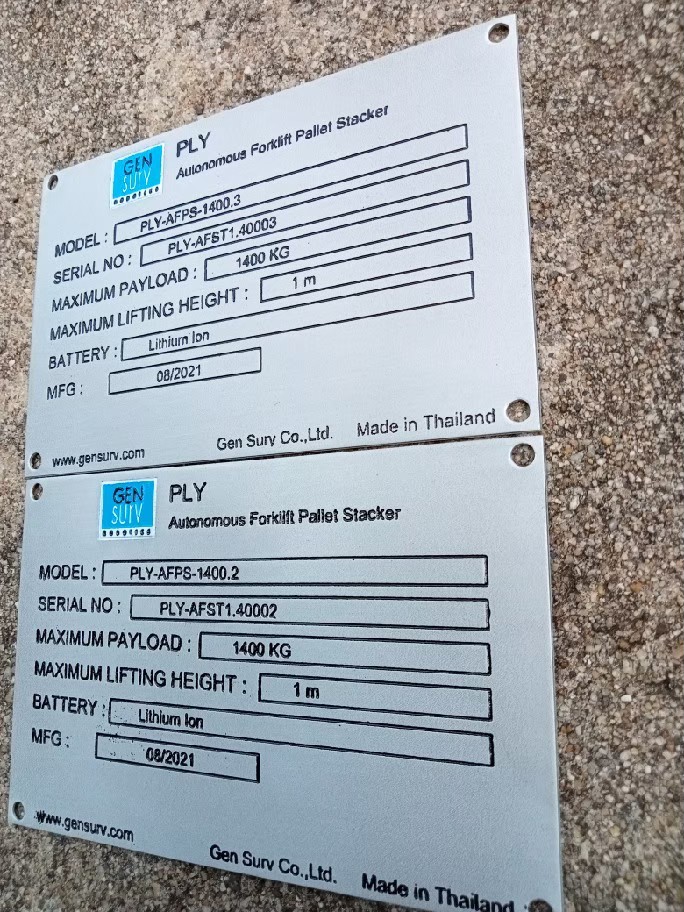 GEN
SURV
ROBOTICS
PLY
Autonomous Forklift Pallet Stacker
MODEL : PLY-AFPS-1400.3
SERIAL NO : PLY-AFST1.40003
MAXIMUM PAYLOAD : 1400 KG
MAXIMUM LIFTING HEIGHT : 1 m
BATTERY : Lithium Ion
MFG : 08/2021
www.gensurv.com Gen Surv Co.,Ltd. Made in Thailand
GEN
SURV
ROBOTICS
PLY
Autonomous Forklift Pallet Stacker
MODEL : PLY-AFPS-1400.2
SERIAL NO : PLY-AFST1.40002
MAXIMUM PAYLOAD : 1400 KG
MAXIMUM LIFTING HEIGHT : 1 m
BATTERY : Lithium Ion
MFG : 08/2021
www.gensurv.com Gen Surv Co.,Ltd. Made in Thailand